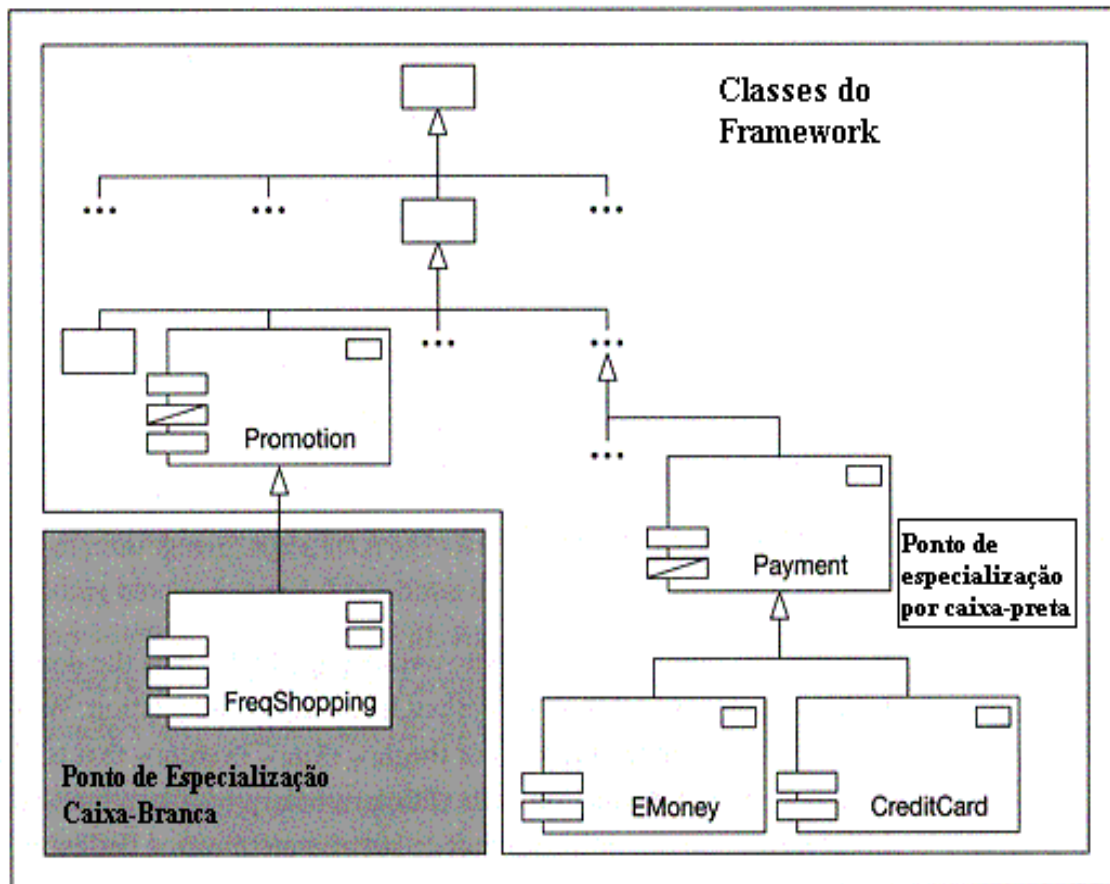 Classes do
Framework
Promotion
Payment
Ponto de
especialização
por caixa-preta
FreqShopping
Ponto de Especialização
Caixa-Branca
EMoney
CreditCard